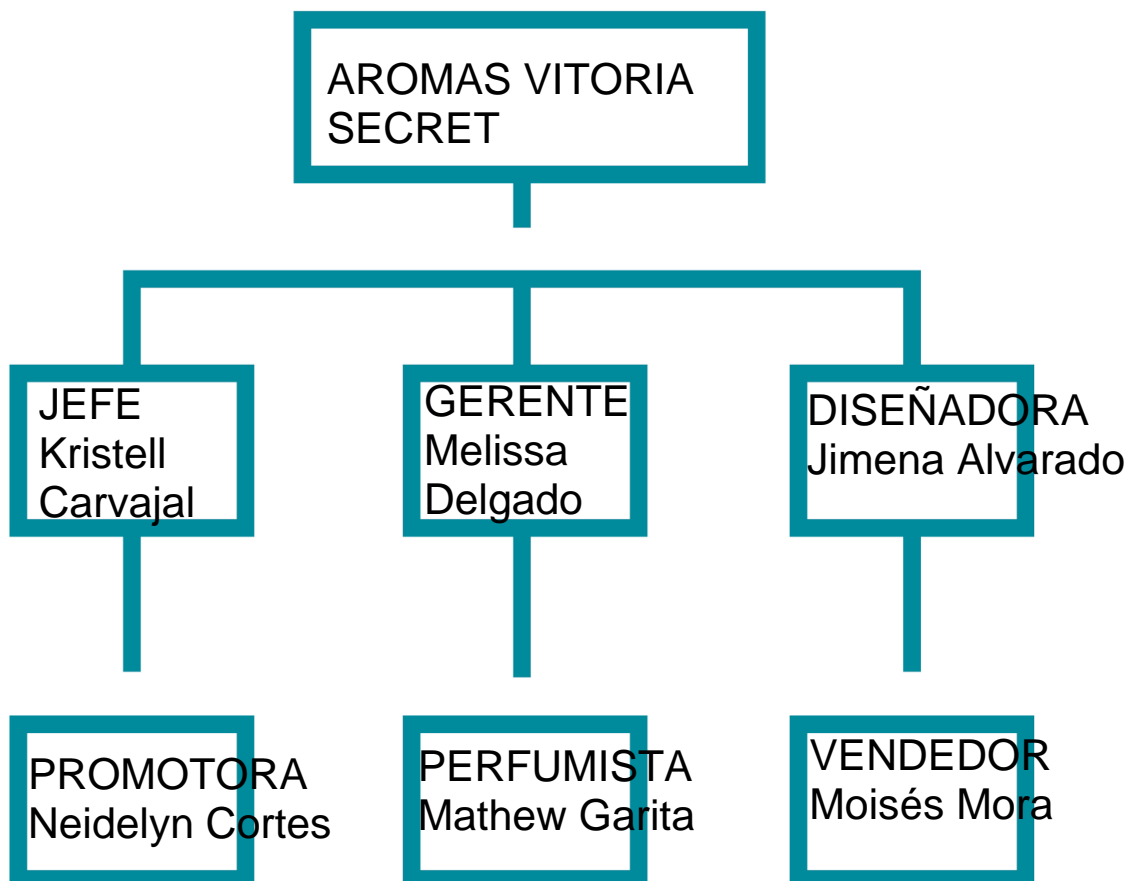 AROMAS VITORIA
SECRET
JEFE
Kristell
Carvajal
GERENTE
Melissa
Delgado
DISEÑADORA
Jimena Alvarado
PROMOTORA
Neidelyn Cortes
PERFUMISTA
Mathew Garita
VENDEDOR
Moisés Mora